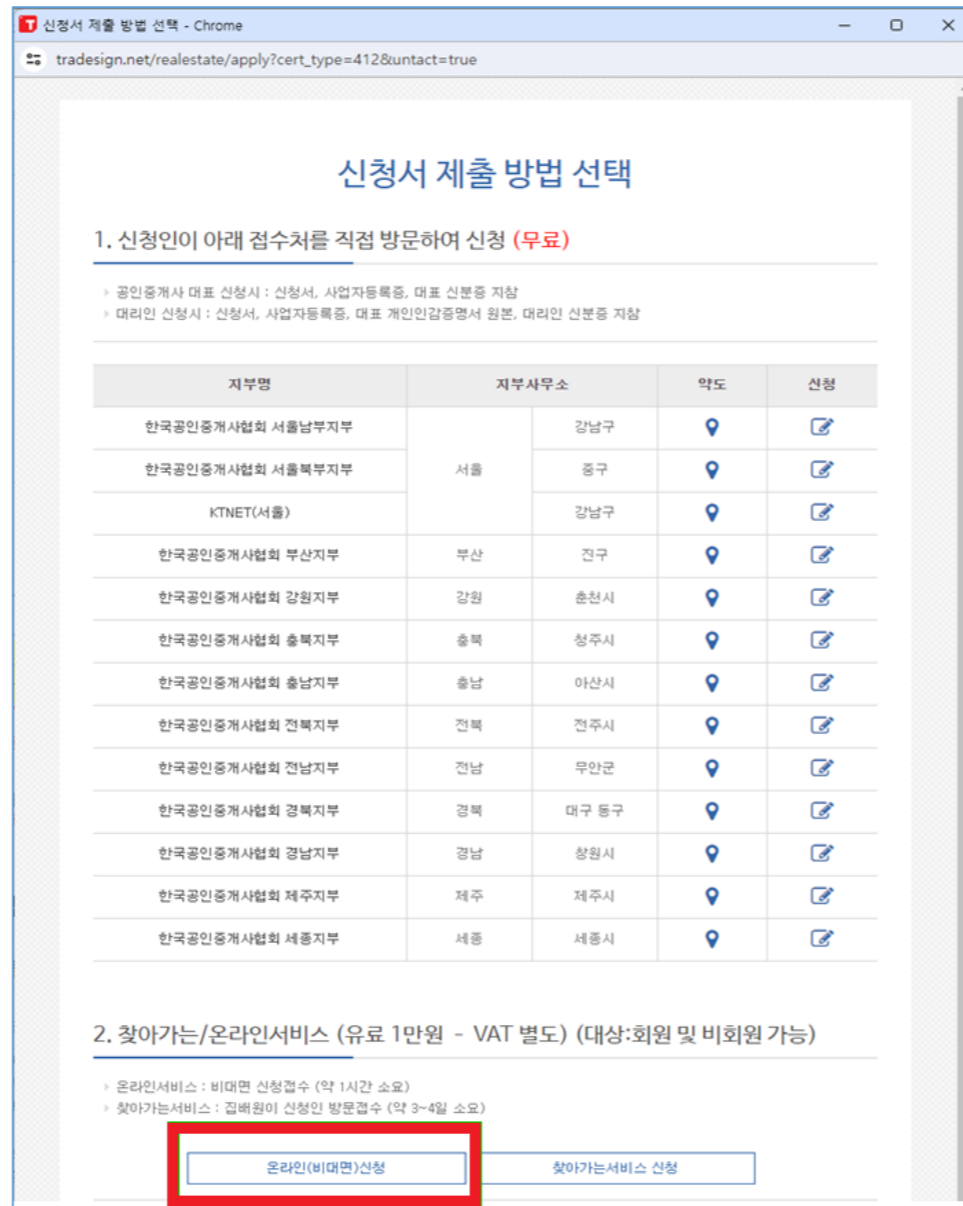 신청서 제출 방법 선택 - Chrome
tradesign.net/realestate/apply?cert_type=412&untact=true
신청서 제출 방법 선택
1. 신청인이 아래 접수처를 직접 방문하여 신청 (무료)
공인중개사 대표 신청시 : 신청서, 사업자등록증, 대표 신분증 지참
대리인 신청시 : 신청서, 사업자등록증, 대표 개인인감증명서 원본, 대리인 신분증 지참
지부명 지부사무소 약도 신청
한국공인중개사협회 서울남부지부 강남구
한국공인중개사협회 서울북부지부 서울 중구
KTNET(서울) 강남구
한국공인중개사협회 부산지부 부산 진구
한국공인중개사협회 강원지부 강원 춘천시
한국공인중개사협회 충북지부 충북 청주시
한국공인중개사협회 충남지부 충남 아산시
한국공인중개사협회 전북지부 전북 전주시
한국공인중개사협회 전남지부 전남 무안군
한국공인중개사협회 경북지부 경북 대구 동구
한국공인중개사협회 경남지부 경남 창원시
한국공인중개사협회 제주지부 제주 제주시
한국공인중개사협회 세종지부 세종 세종시
2. 찾아가는/온라인서비스 (유료 1만원 - VAT 별도) (대상:회원 및 비회원 가능)
온라인서비스 : 비대면 신청접수 (약 1시간 소요)
찾아가는서비스 : 집배원이 신청인 방문접수 (약 3~4일 소요)
온라인(비대면)신청 찾아가는서비스 신청